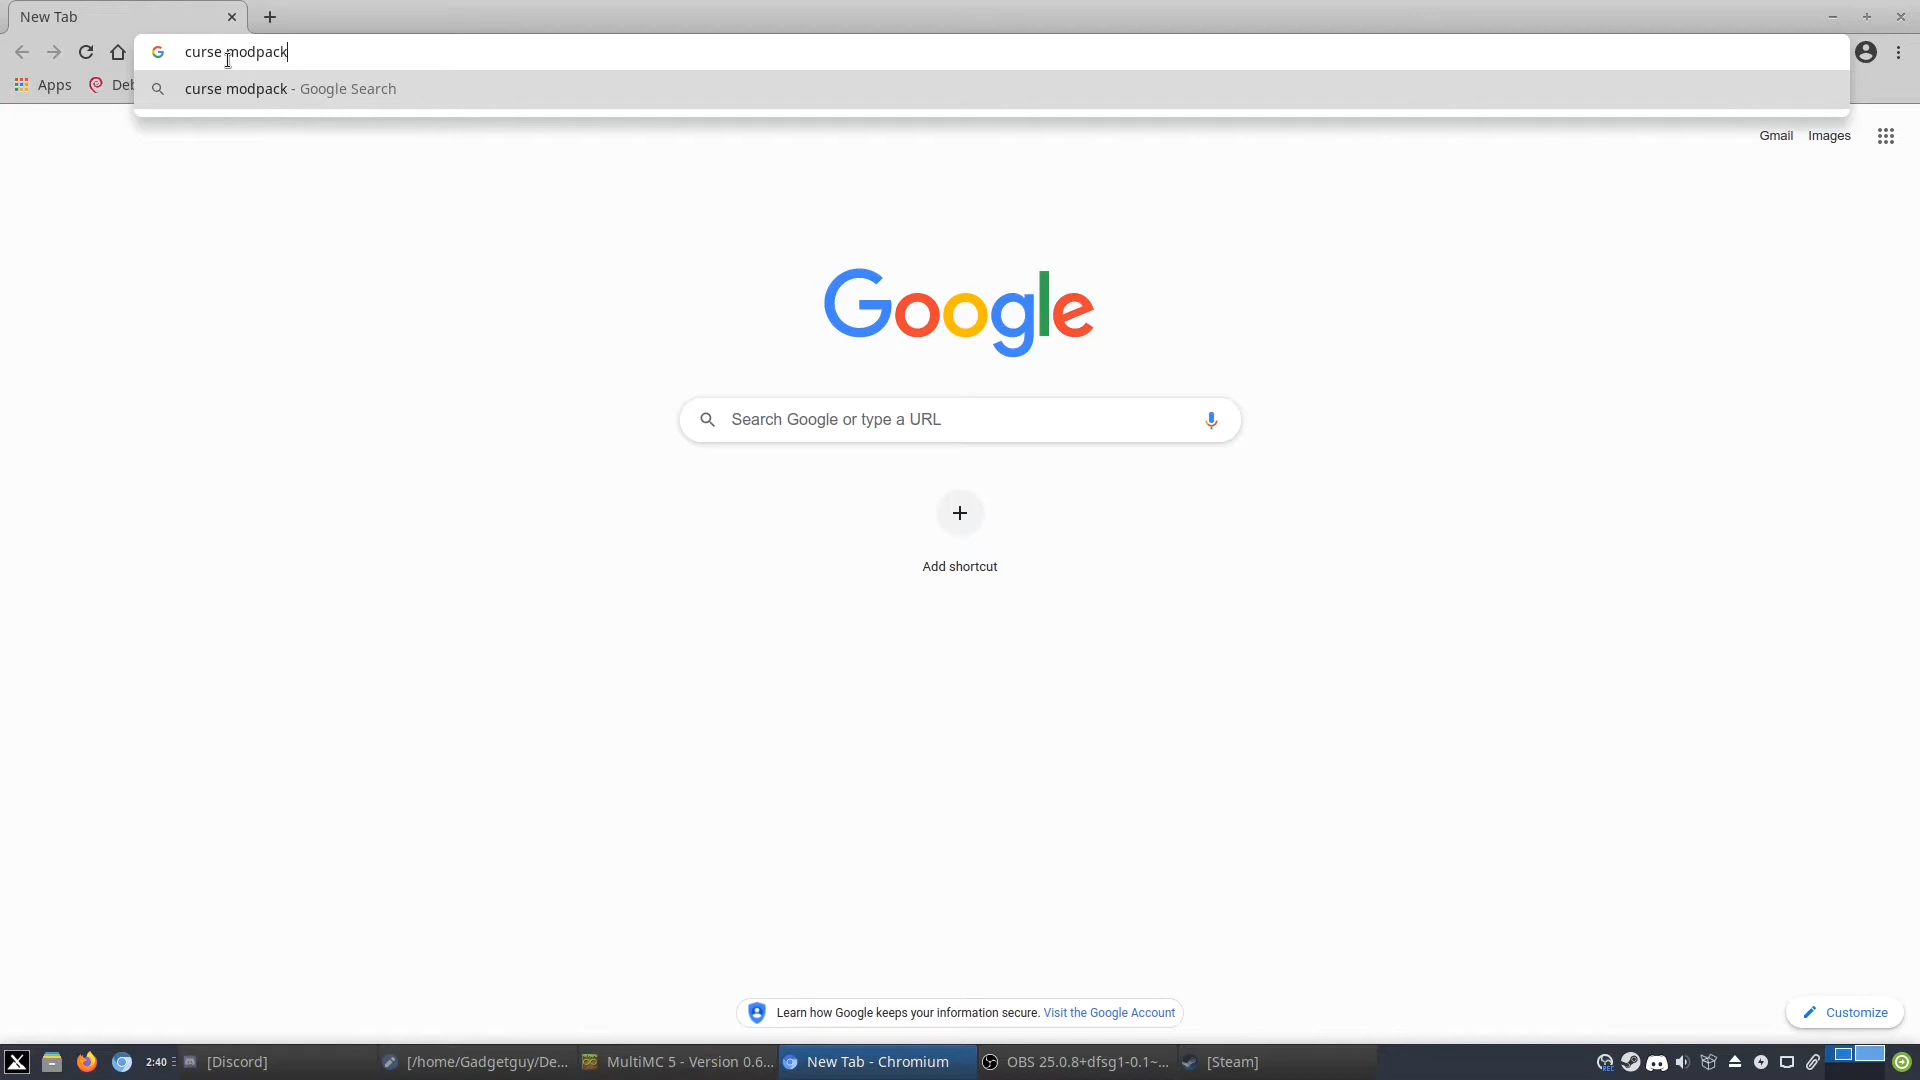 New Tab
curse modpack
Apps
Deb
curse modpack - Google Search
Gmail
Images
Google
Search Google or type a URL
Add shortcut
Learn how Google keeps your information secure. Visit the Google Account
Customize
2:40
[Discord]
[/home/Gadgetguy/De...
MultiMC 5 - Version 0.6...
New Tab - Chromium
OBS 25.0.8+dfsg1-0.1~...
[Steam]
REC